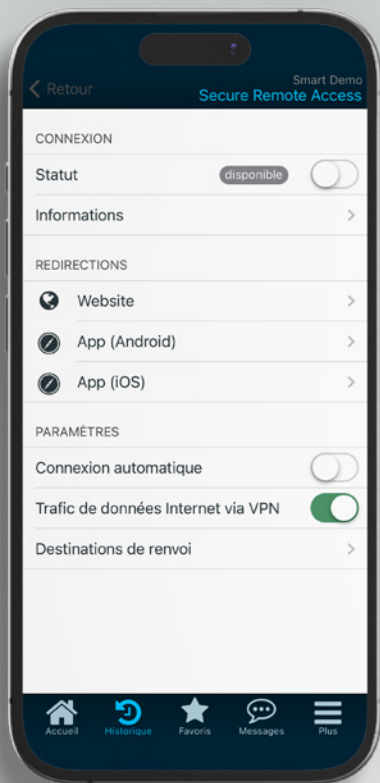 Smart Demo
Retour
Secure Remote Access
CONNEXION
Statut disponible
Informations
REDIRECTIONS
Website
App (Android)
App (iOS)
PARAMÈTRES
Connexion automatique
Trafic de données Internet via VPN
Destinations de renvoi
Accueil Historique Favoris Messages Plus